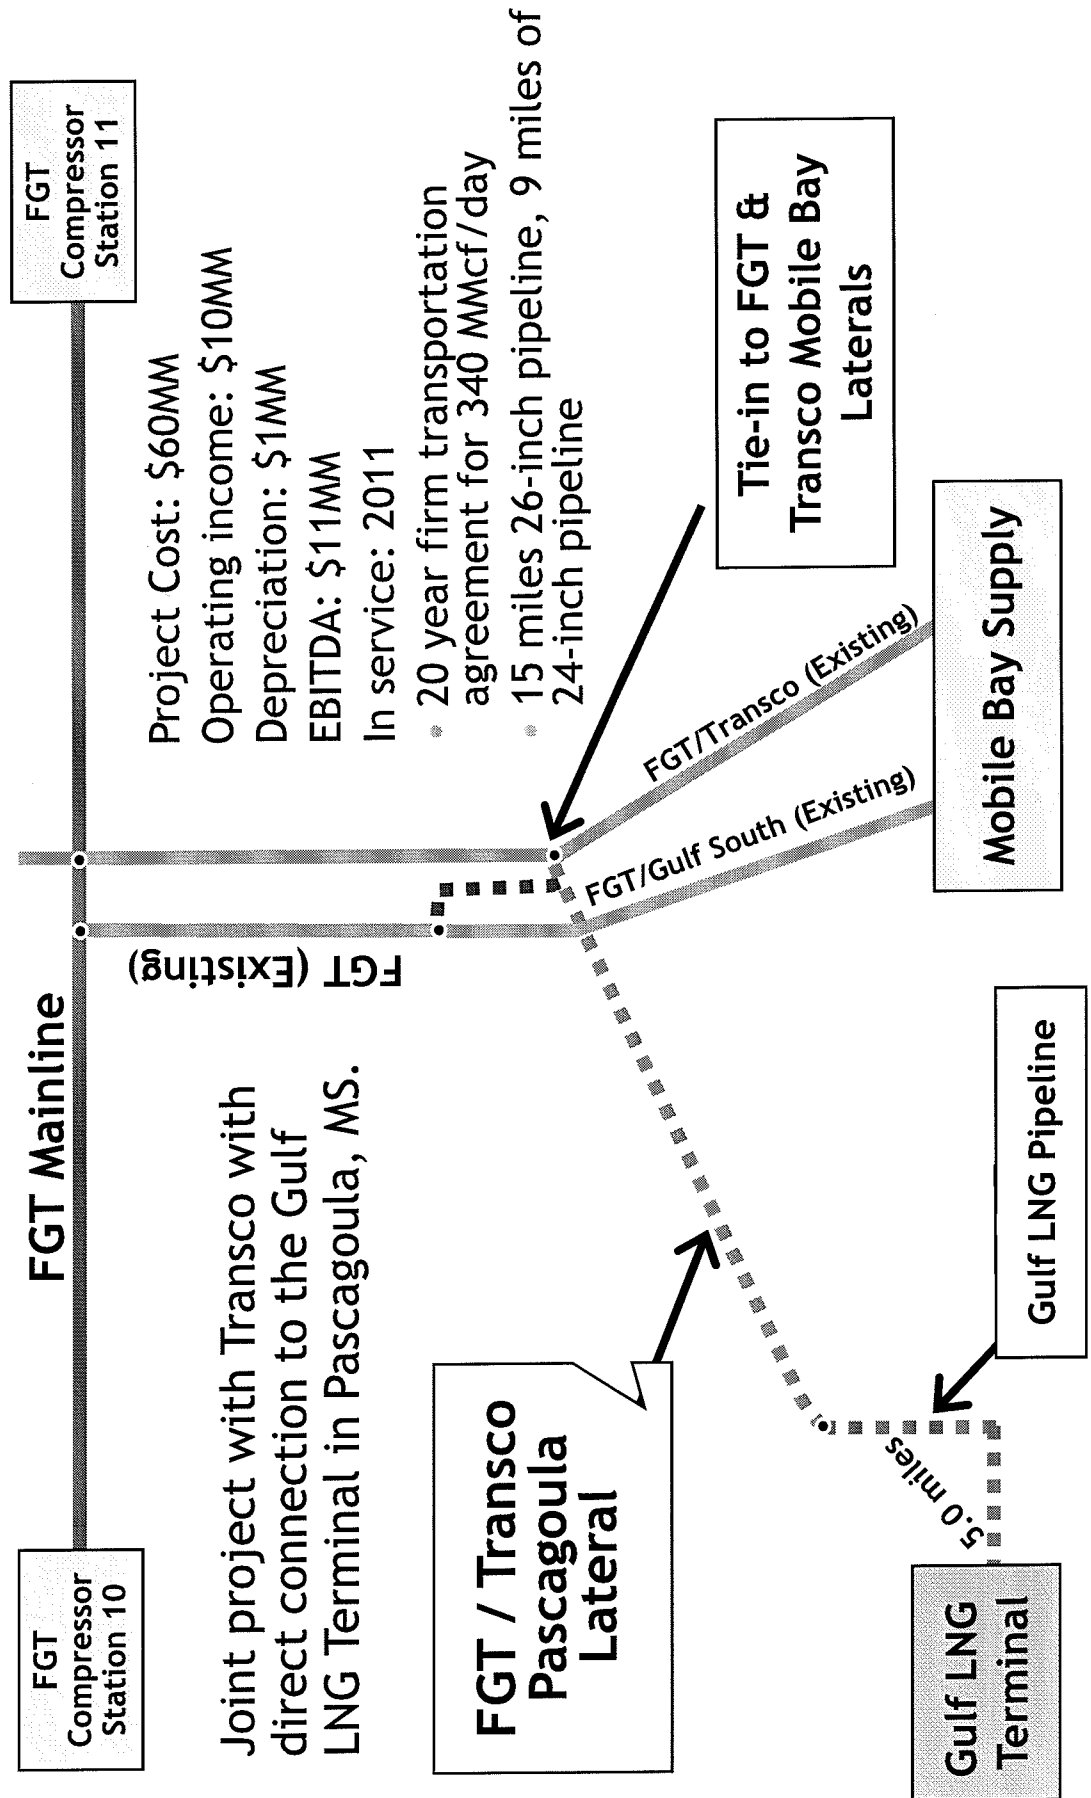 FGT
Compressor
Station 10
FGT Mainline
FGT
Compressor
Station 11
Joint project with Transco with
direct connection to the Gulf
LNG Terminal in Pascagoula, MS.
FGT (Existing)
Project Cost: $60MM
Operating income: $10MM
Depreciation: $1MM
EBITDA: $11MM
In service: 2011
• 20 year firm transportation
agreement for 340 MMcf/day
• 15 miles 26-inch pipeline, 9 miles of
24-inch pipeline
FGT / Transco
Pascagoula
Lateral
Tie-in to FGT &
Transco Mobile Bay
Laterals
FGT/Gulf South (Existing)
FGT/Transco (Existing)
5.0 miles
Gulf LNG
Terminal
Gulf LNG Pipeline
Mobile Bay Supply